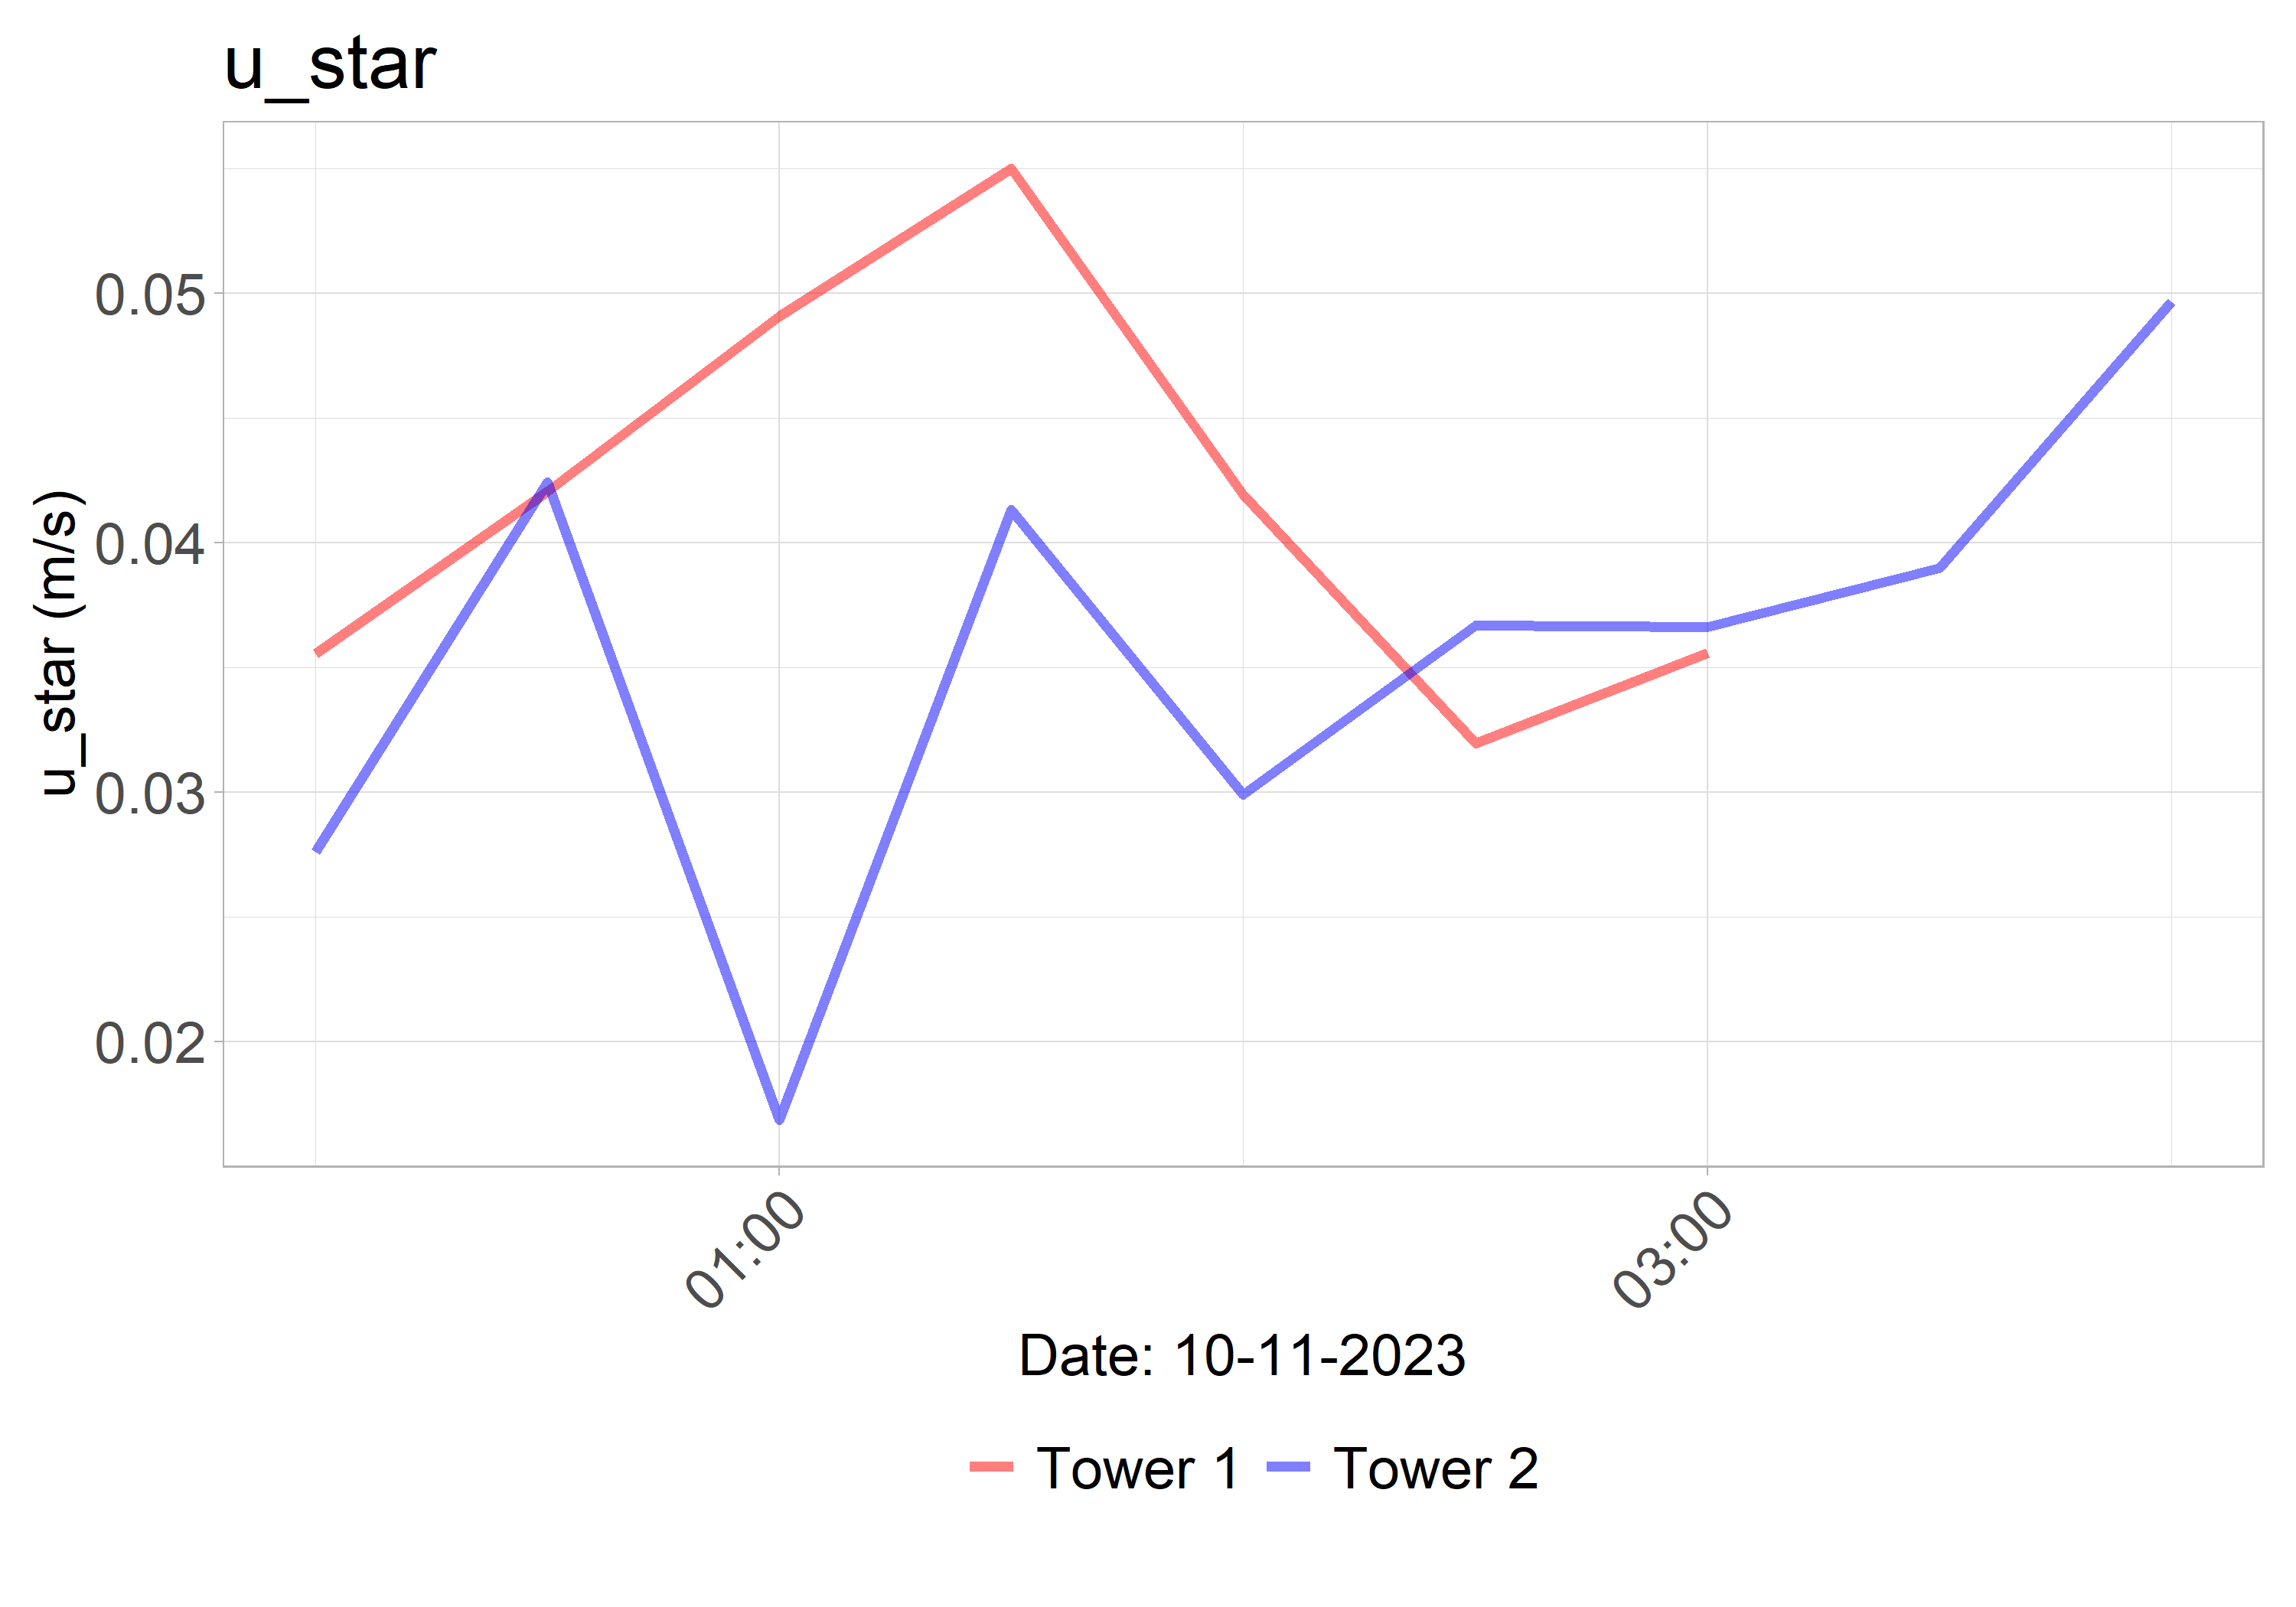 u_star
u_star (m/s)
0.05
0.04
0.03
0.02
01:00
03:00
Date: 10-11-2023
Tower 1
Tower 2